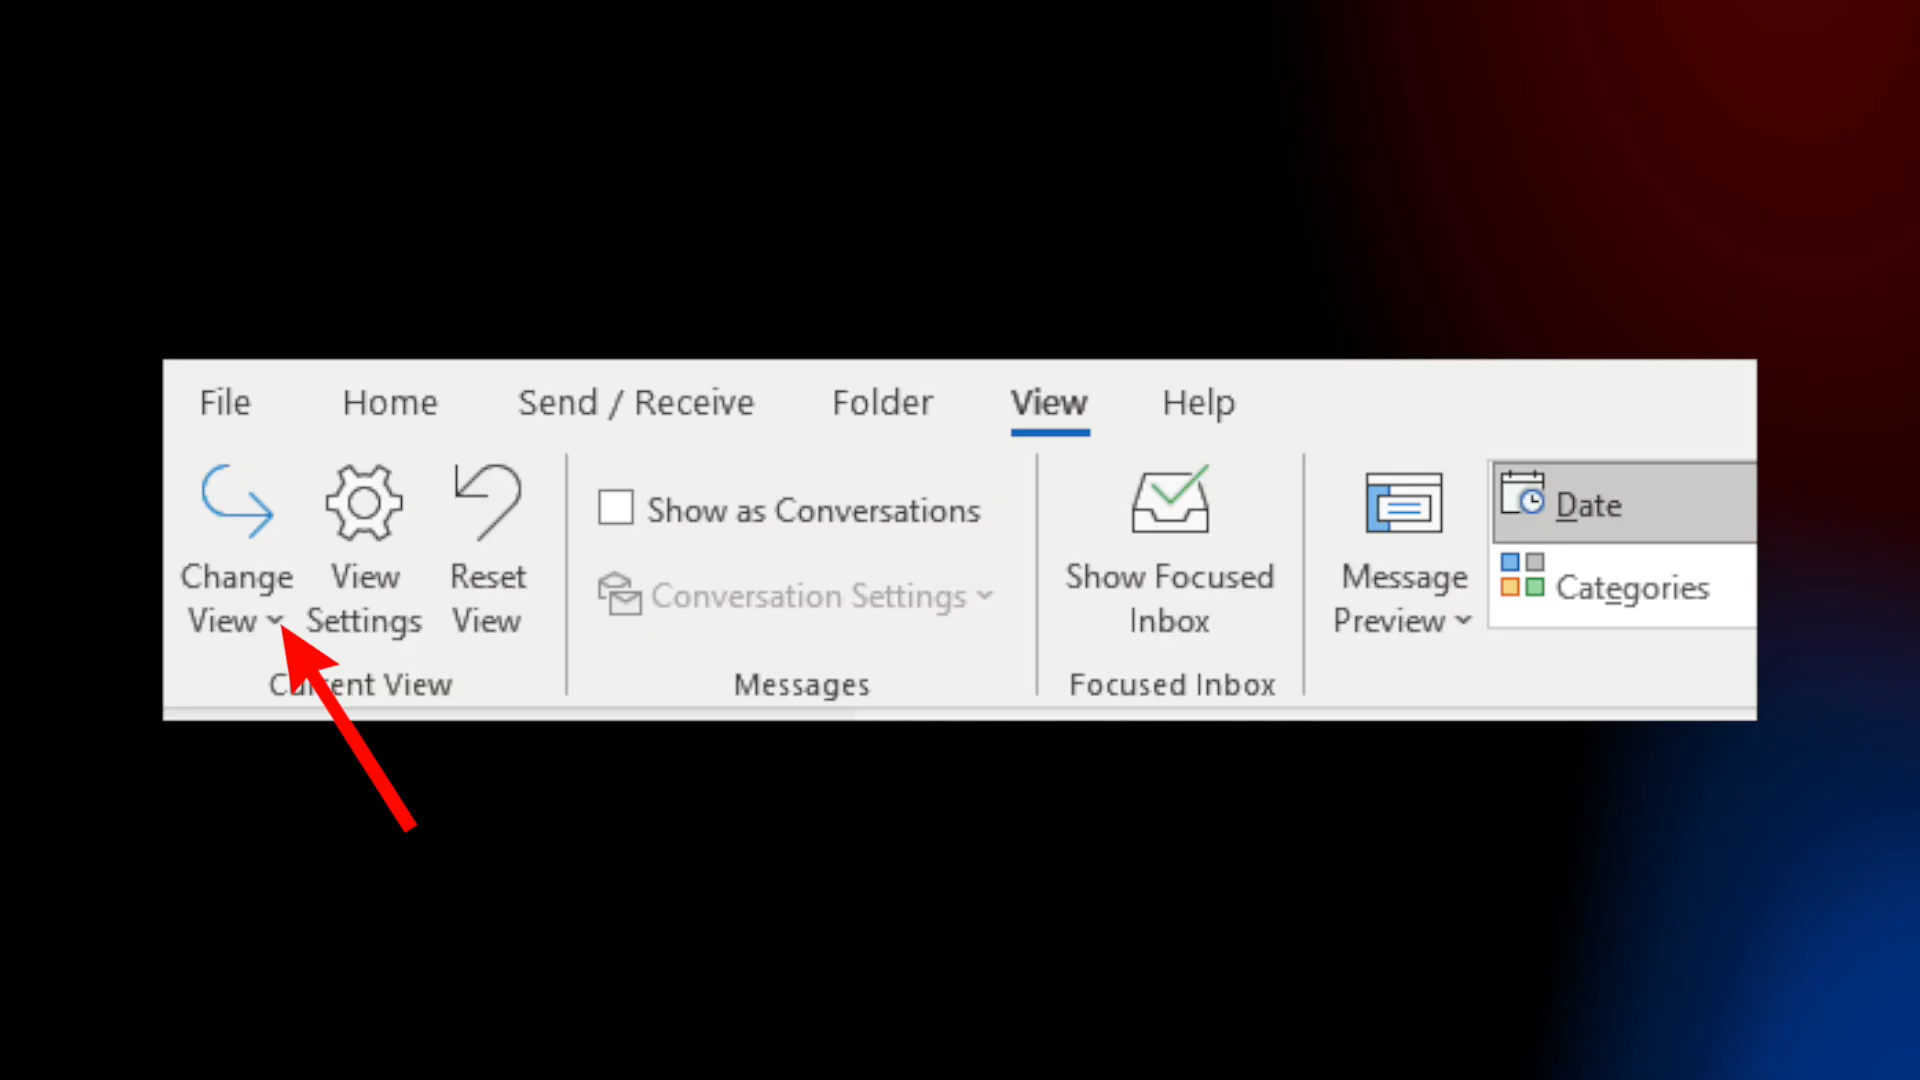 File Home Send / Receive Folder View Help
Change View
View Settings
Reset View
Current View
Show as Conversations
Conversation Settings
Messages
Show Focused Inbox
Focused Inbox
Message Preview
Date
Categories